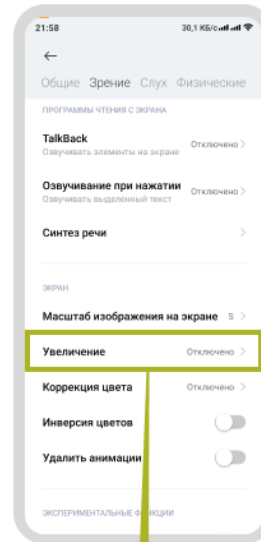 21:58 30,1 КБ/с
Общие Зрение Слух Физические
ПРОГРАММЫ ЧТЕНИЯ С ЭКРАНА
TalkBack
Озвучивать элементы на экране
Отключено
Озвучивание при нажатии
Озвучивать выделенный текст
Отключено
Синтез речи
ЭКРАН
Масштаб изображения на экране S
Увеличение Отключено
Коррекция цвета Отключено
Инверсия цветов
Удалить анимации
ЭКСПЕРИМЕНТАЛЬНЫЕ ФУНКЦИИ